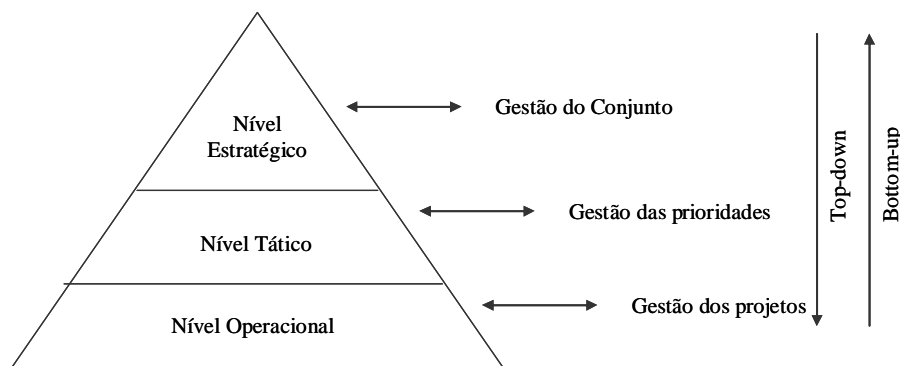 Nível
Estratégico
Gestão do Conjunto
Nível Tático
Gestão das prioridades
Nível Operacional
Gestão dos projetos
Top-down
Bottom-up